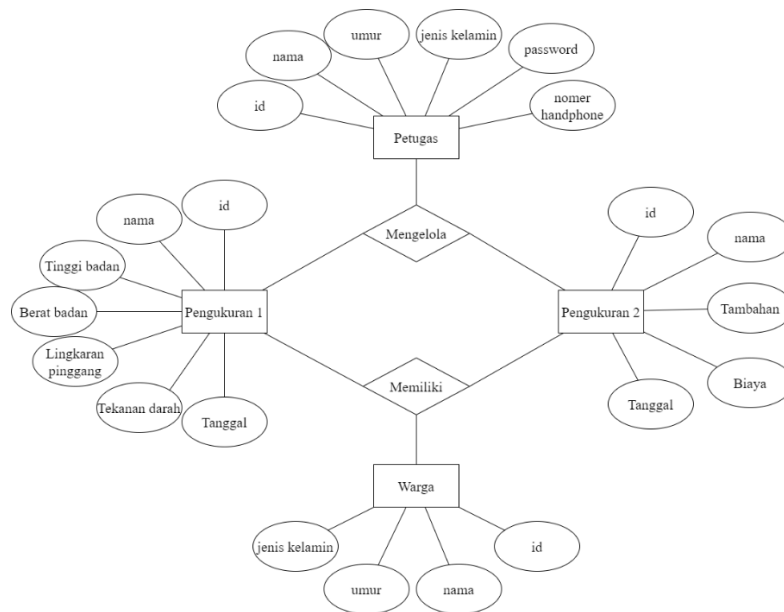 umur
jenis kelamin
nama
password
id
nomer
handphone
Petugas
id
id
nama
Mengelola
nama
Tinggi badan
Berat badan
Pengukuran 1
Pengukuran 2
Tambahan
Lingkaran
pinggang
Memiliki
Biaya
Tekanan darah
Tanggal
Tanggal
Warga
jenis kelamin
id
umur
nama